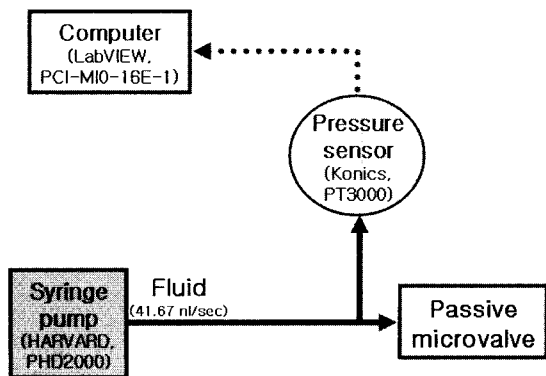 Computer
(LabVIEW,
PCI-MIO-16E-1)
Pressure
sensor
(Konics,
PT3000)
Syringe
pump
(HARVARD,
PHD2000)
Fluid
(41.67 nl/sec)
Passive
microvalve